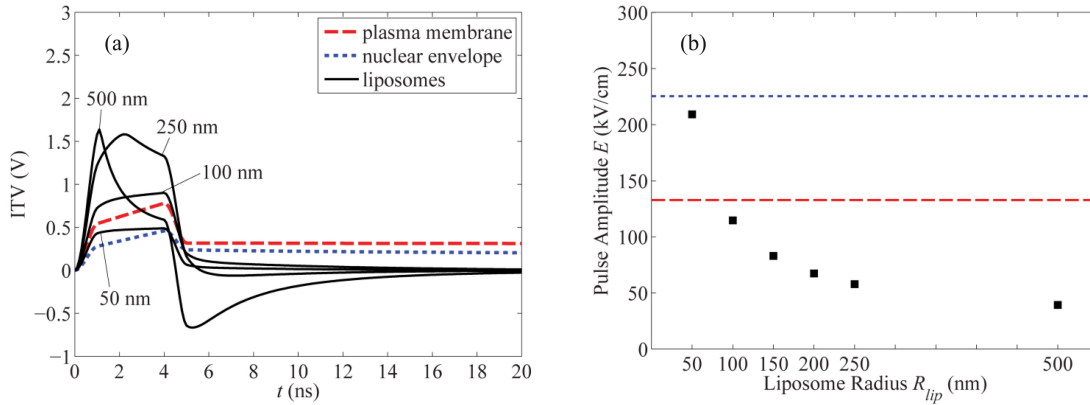 (a)
plasma membrane
nuclear envelope
liposomes
500 nm
250 nm
100 nm
50 nm
3
2.5
2
1.5
1
0.5
0
−0.5
−1
ITV (V)
0 2 4 6 8 10 12 14 16 18 20
t (ns)
(b)
300
250
200
150
100
50
0
Pulse Amplitude E (kV/cm)
50 100 150 200 250 500
Liposome Radius R_lip (nm)